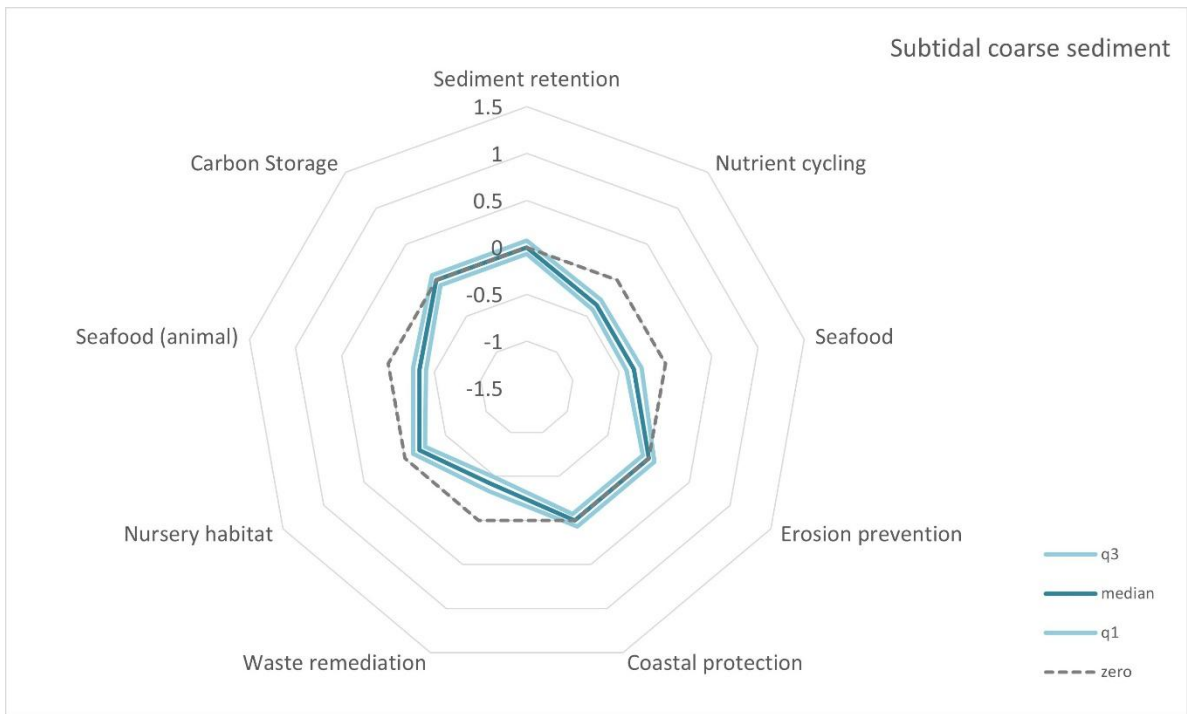 Subtidal coarse sediment
Sediment retention
1.5
1
0.5
0
-0.5
-1
-1.5
Carbon Storage
Nutrient cycling
Seafood (animal)
Seafood
Nursery habitat
Erosion prevention
Waste remediation
Coastal protection
q3
median
q1
zero